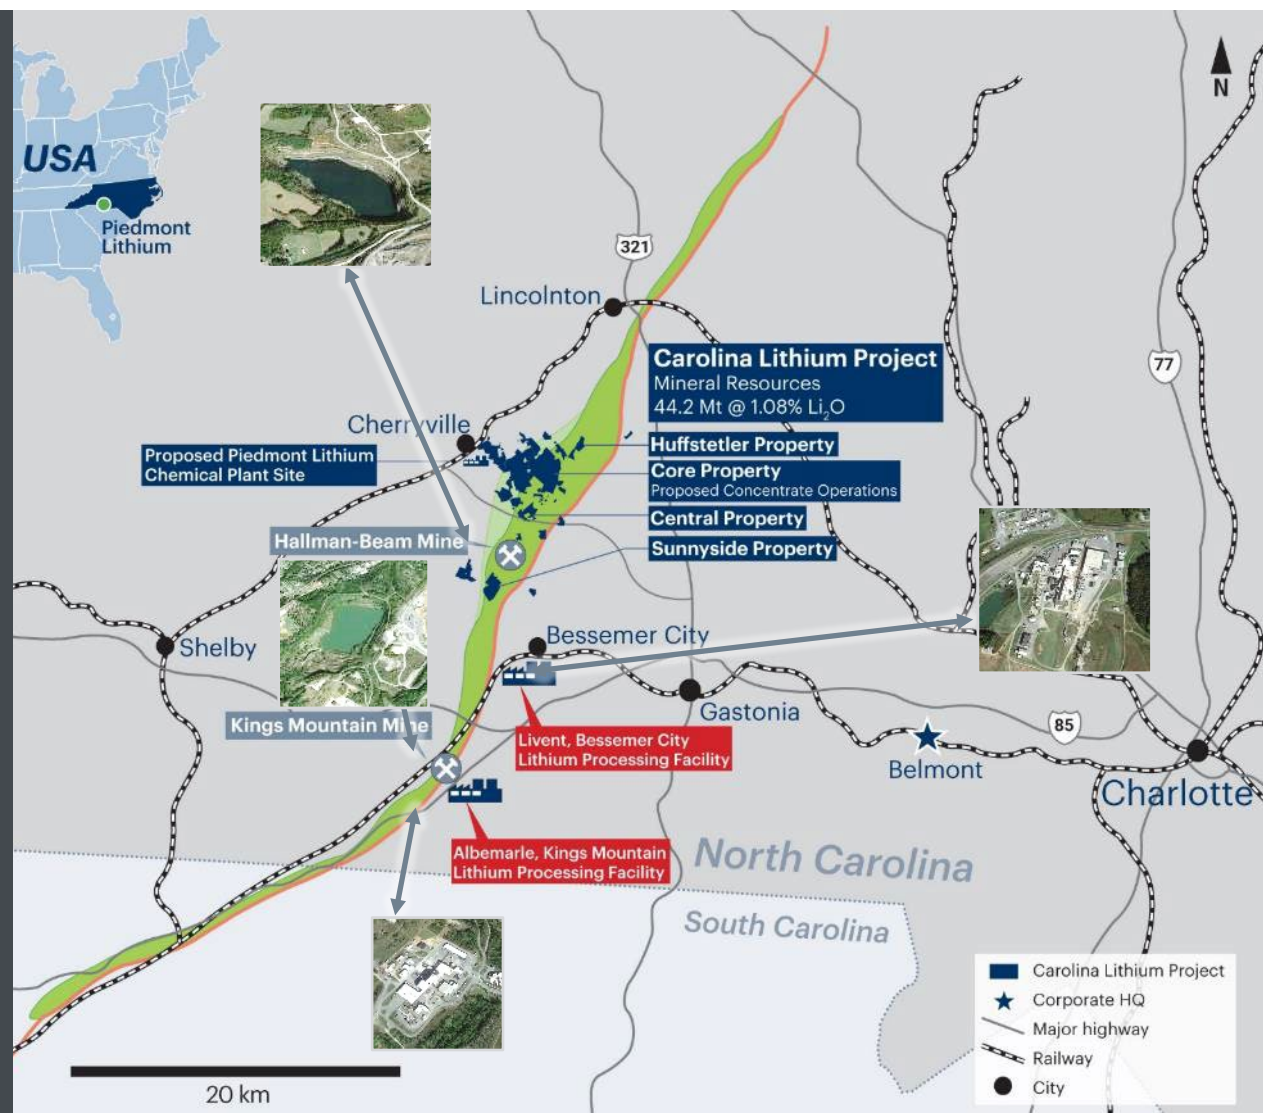 USA
Piedmont
Lithium
N
321
77
Lincolnton
Carolina Lithium Project
Mineral Resources
44.2 Mt @ 1.08% Li₂O
Cherryville
Huffstetler Property
Proposed Piedmont Lithium
Chemical Plant Site
Core Property
Proposed Concentrate Operations
Central Property
Hallman-Beam Mine
Sunnyside Property
Shelby
Bessemer City
Gastonia
Kings Mountain Mine
Livent, Bessemer City
Lithium Processing Facility
85
Belmont
Charlotte
Albemarle, Kings Mountain
Lithium Processing Facility
North Carolina
South Carolina
Carolina Lithium Project
Corporate HQ
Major highway
Railway
City
20 km